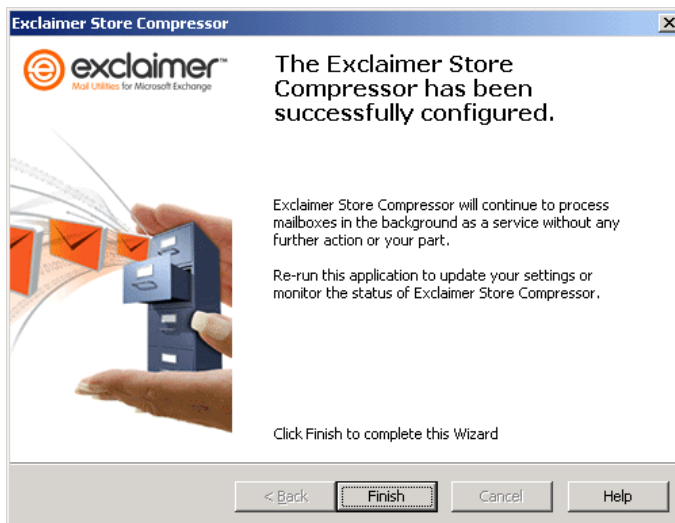 Exclaimer Store Compressor
exclaimer™
Mail Utilities for Microsoft Exchange
The Exclaimer Store
Compressor has been
successfully configured.
Exclaimer Store Compressor will continue to process
mailboxes in the background as a service without any
further action or your part.
Re-run this application to update your settings or
monitor the status of Exclaimer Store Compressor.
Click Finish to complete this Wizard
< Back
Finish
Cancel
Help